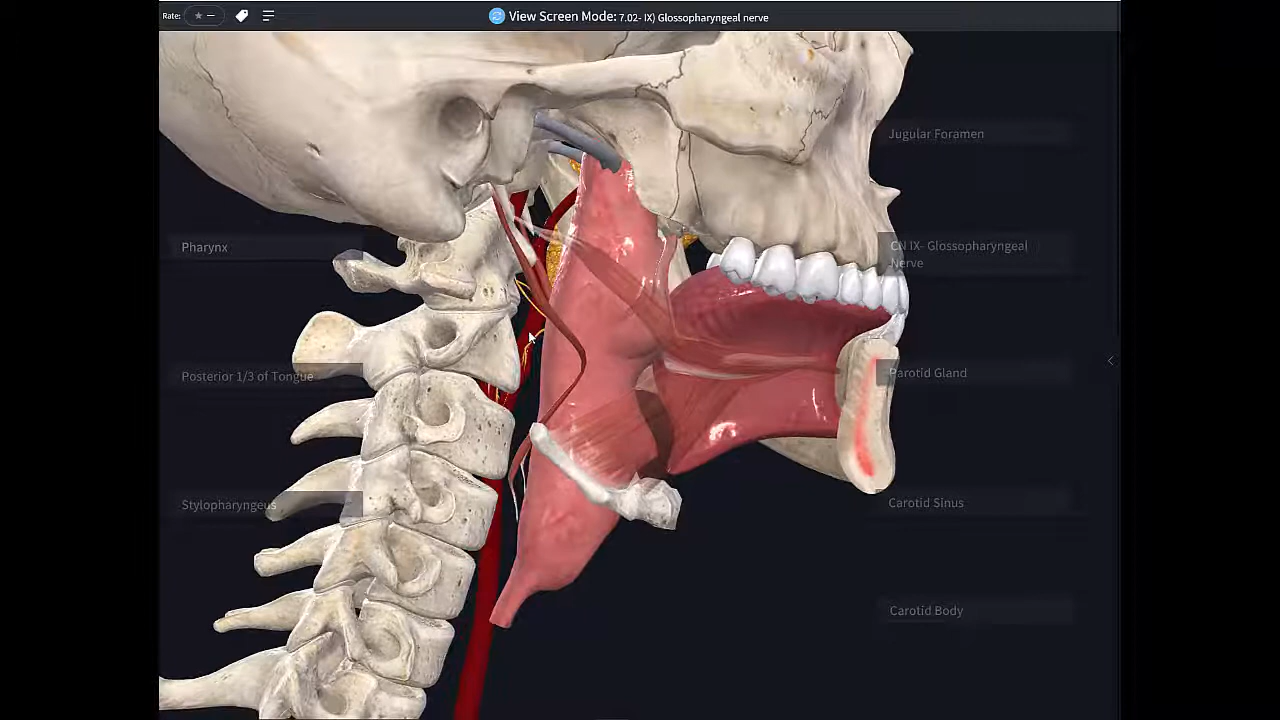 Rate:
View Screen Mode: 7.02- IX) Glossopharyngeal nerve
Jugular Foramen
Pharynx
CN IX- Glossopharyngeal
Nerve
Posterior 1/3 of Tongue
Parotid Gland
Stylopharyngeus
Carotid Sinus
Carotid Body